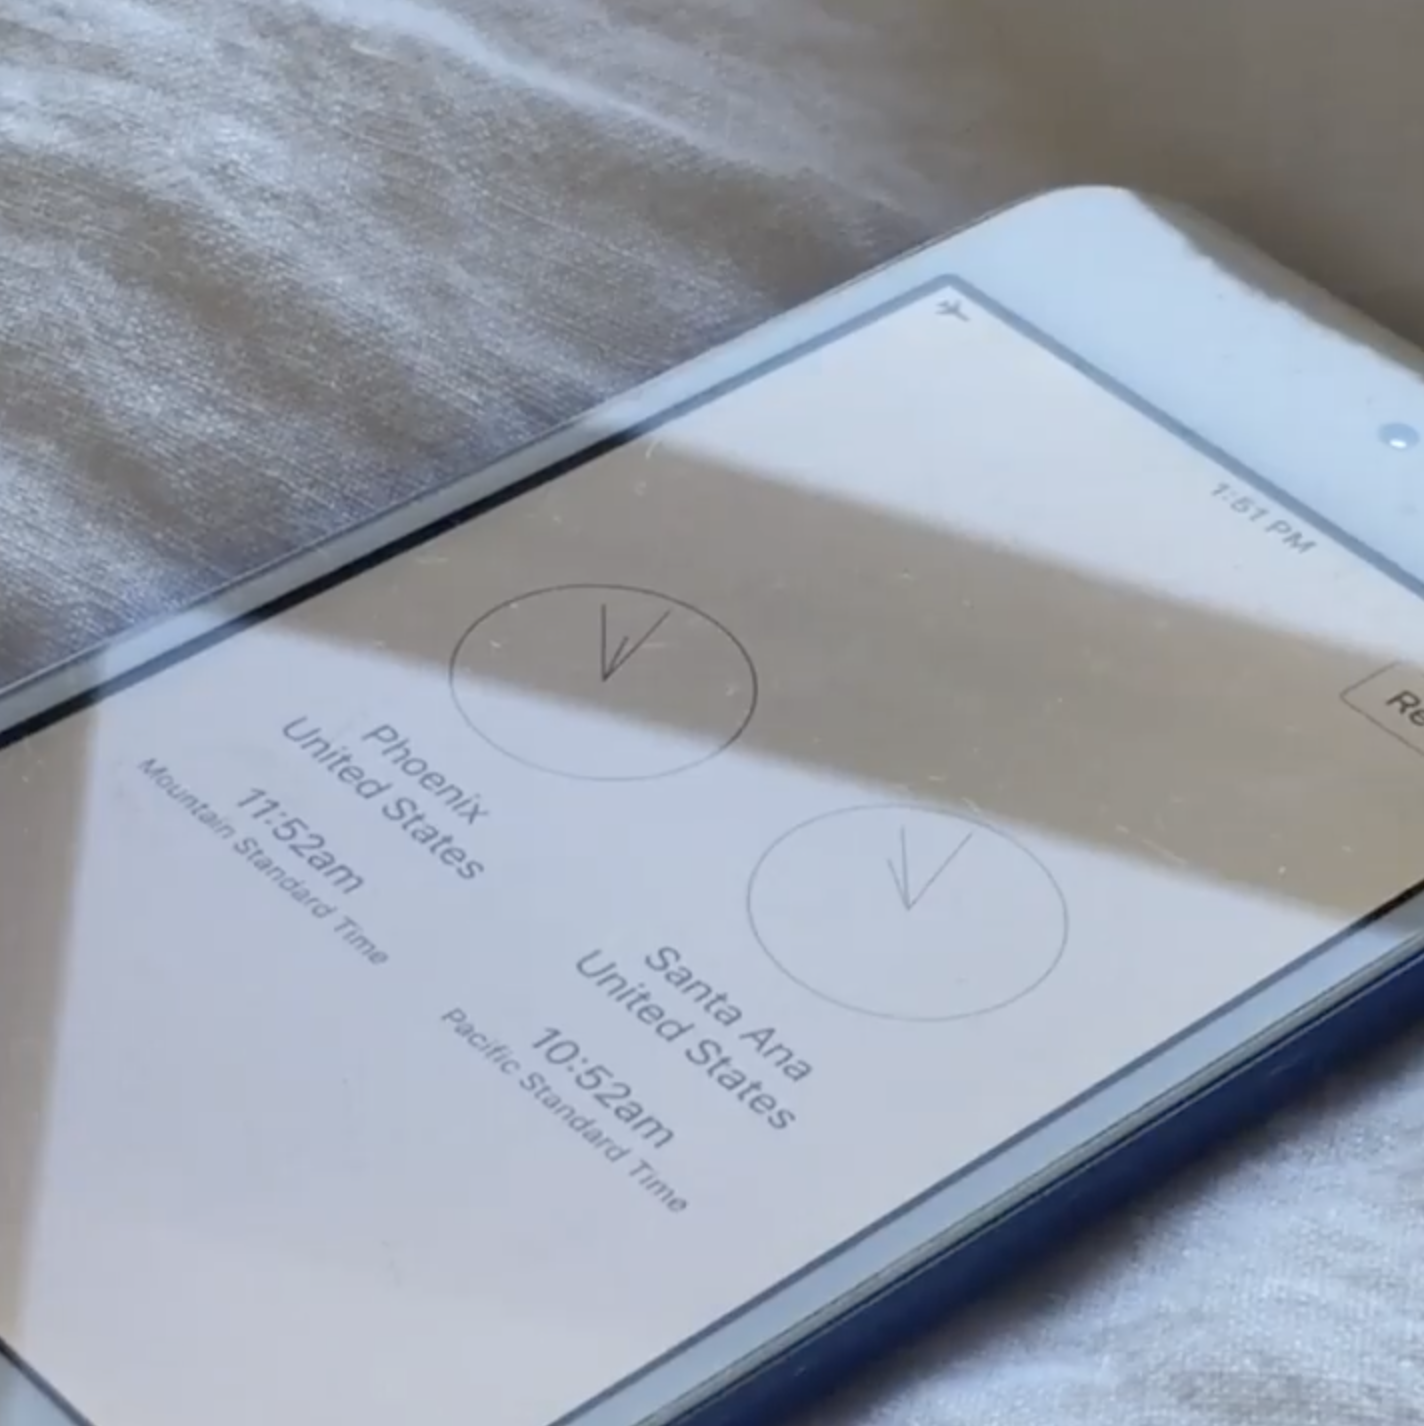 1:51 PM
Re
Phoenix
United States
11:52am
Mountain Standard Time
Santa Ana
United States
10:52am
Pacific Standard Time